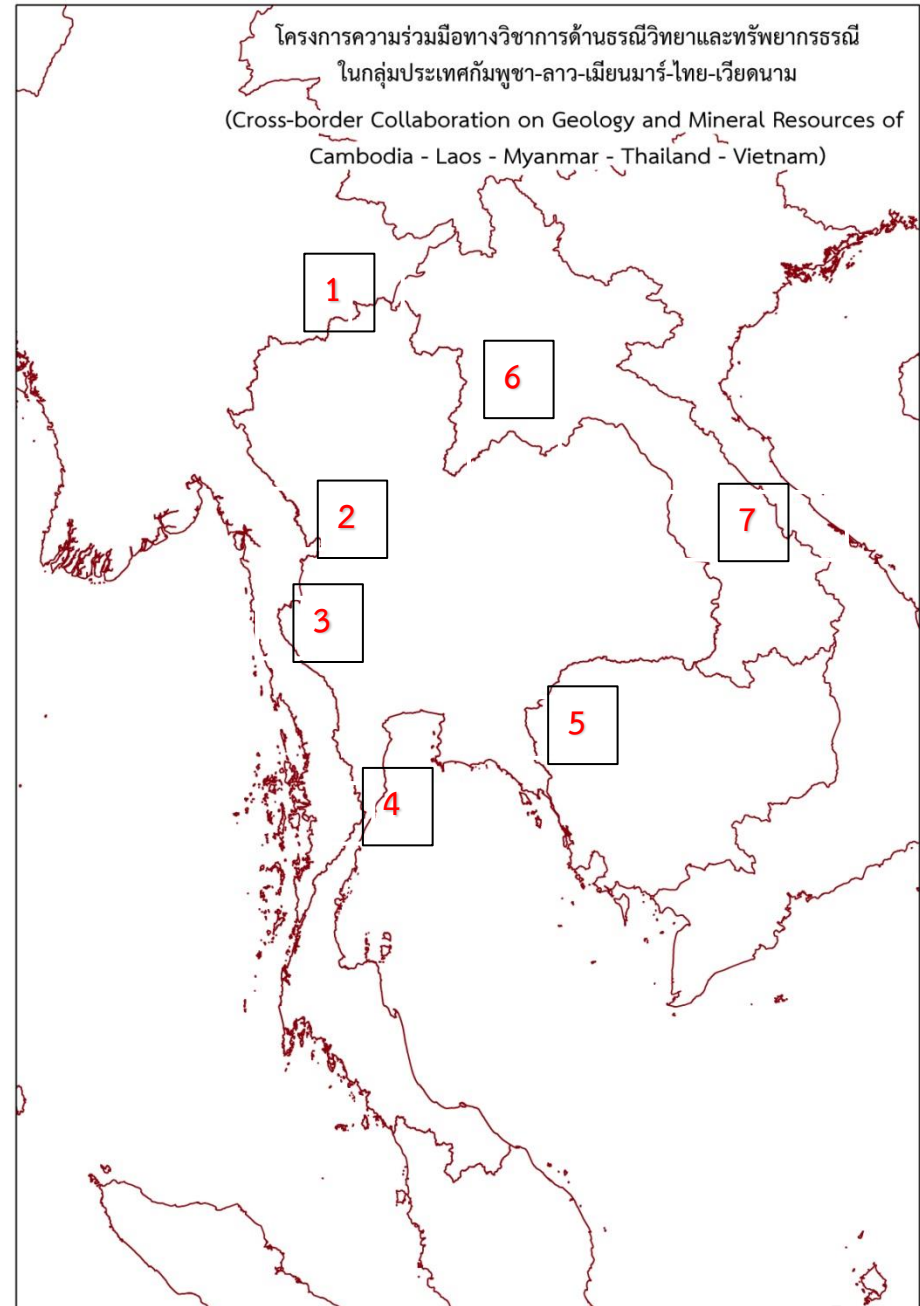 โครงการความร่วมมือทางวิชาการด้านธรณีวิทยาและทรัพยากรธรณี
ในกลุ่มประเทศกัมพูชา-ลาว-เมียนมาร์-ไทย-เวียดนาม
(Cross-border Collaboration on Geology and Mineral Resources of
Cambodia - Laos - Myanmar - Thailand - Vietnam)
1
6
2
7
3
5
4